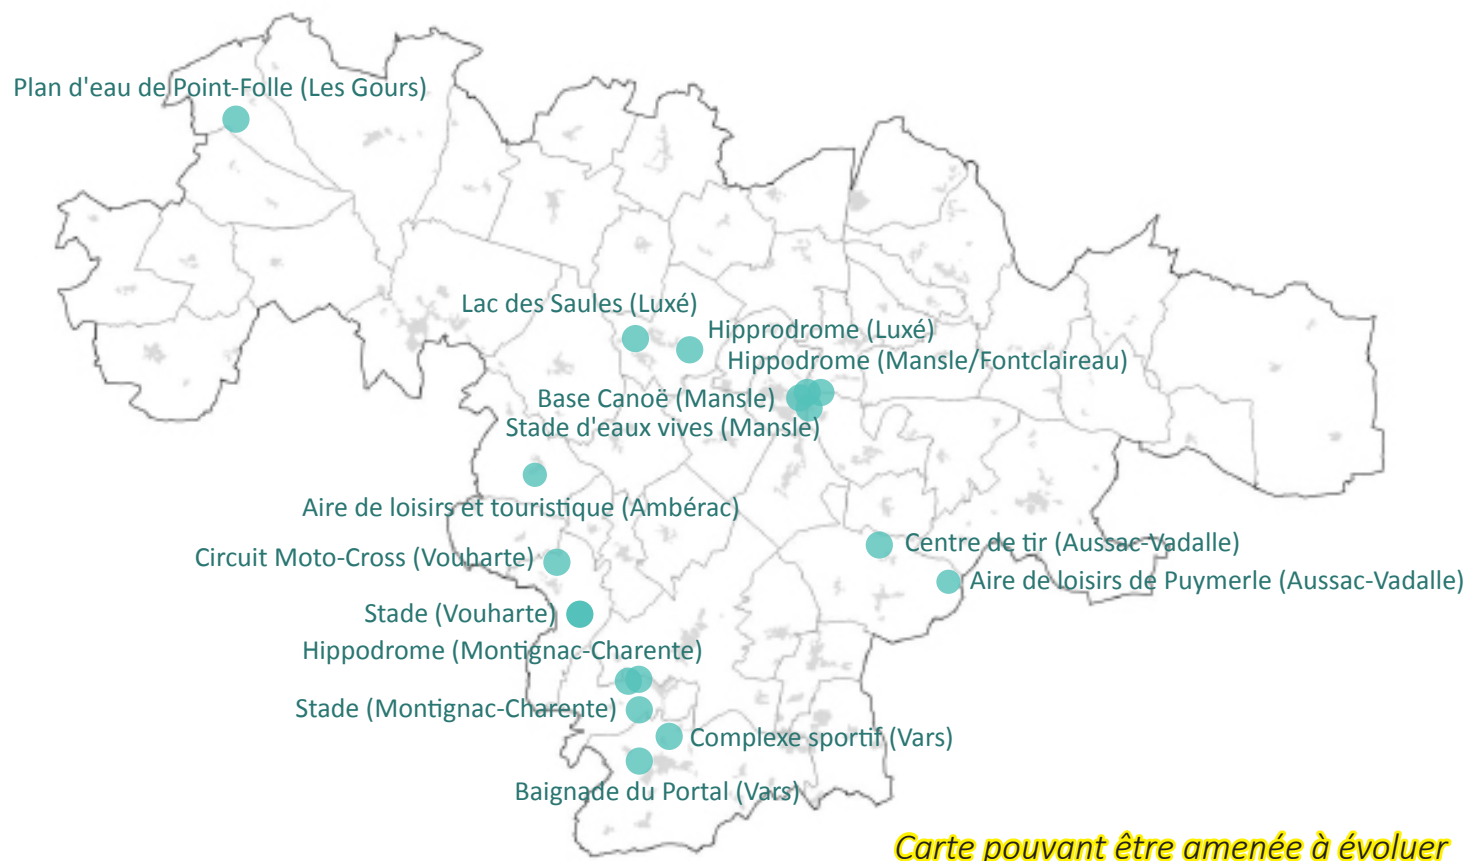 Plan d'eau de Point-Folle (Les Gours)
Lac des Saules (Luxé)
Hipprodrome (Luxé)
Hippodrome (Mansle/Fontclaireau)
Base Canoë (Mansle)
Stade d'eaux vives (Mansle)
Aire de loisirs et touristique (Ambérac)
Centre de tir (Aussac-Vadalle)
Circuit Moto-Cross (Vouharte)
Aire de loisirs de Puymerle (Aussac-Vadalle)
Stade (Vouharte)
Hippodrome (Montignac-Charente)
Stade (Montignac-Charente)
Complexe sportif (Vars)
Baignade du Portal (Vars)
Carte pouvant être amenée à évoluer